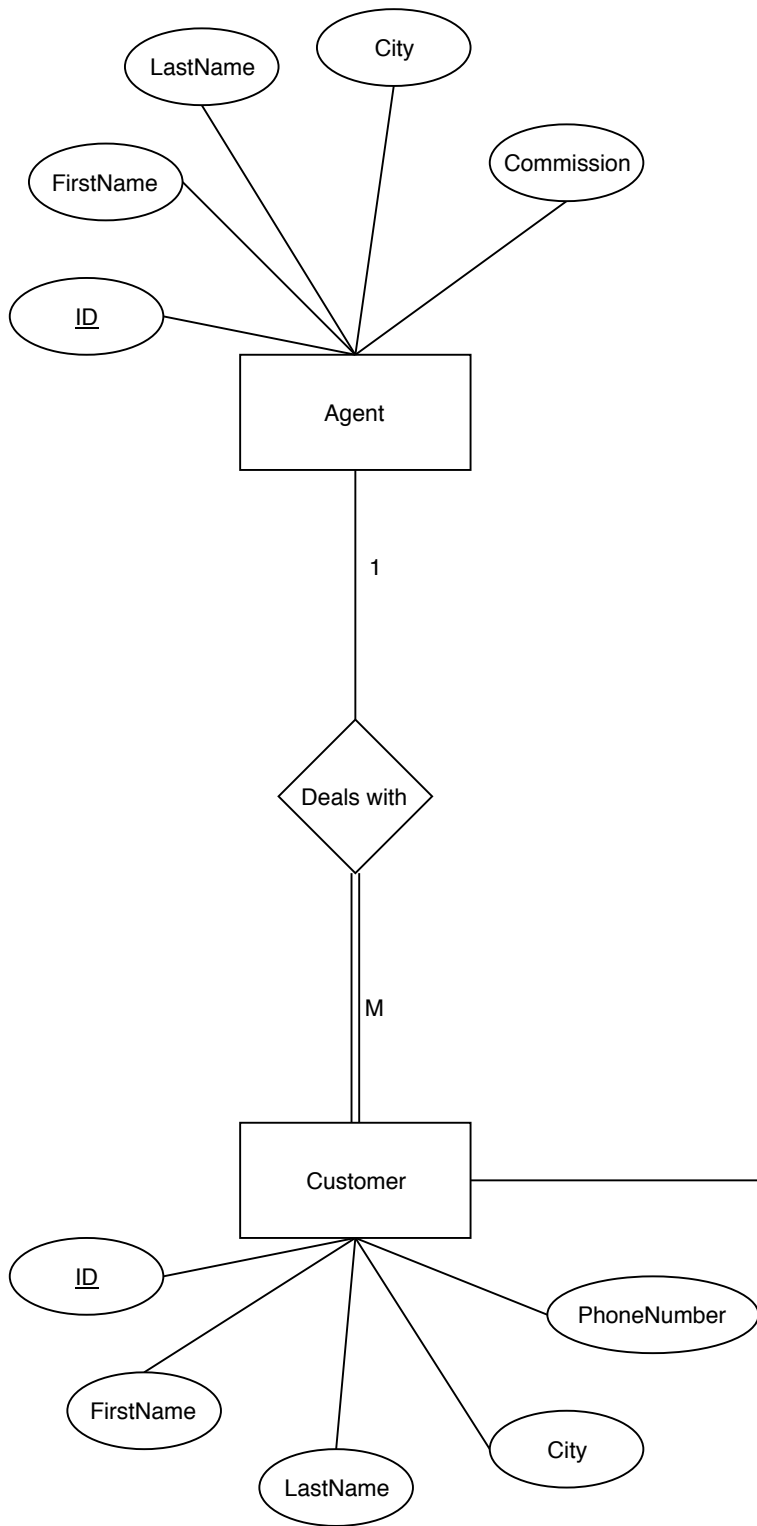 City
LastName
Commission
FirstName
ID
Agent
1
Deals with
M
Customer
ID
PhoneNumber
FirstName
City
LastName